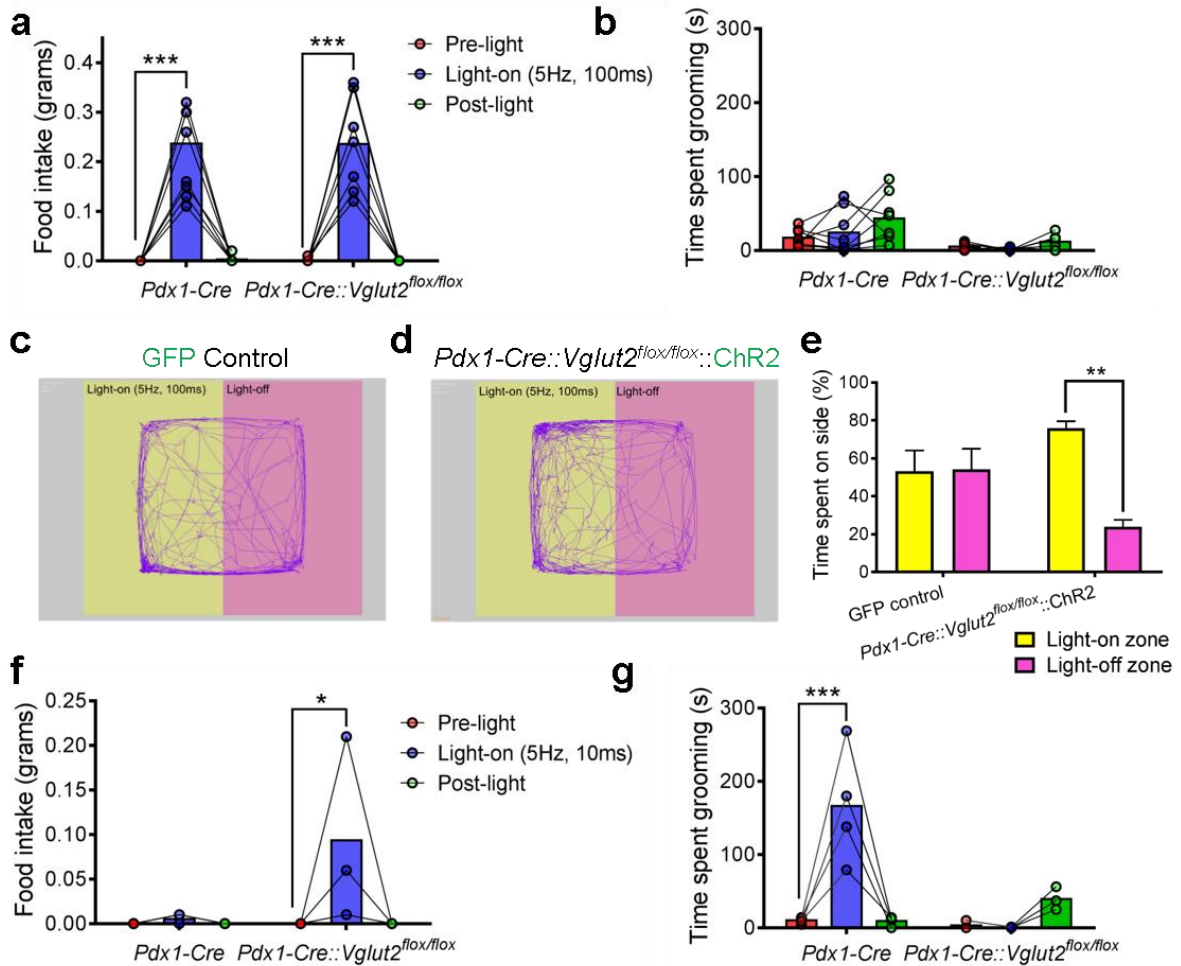 a
Food intake (grams)
0.4
0.3
0.2
0.1
0.0
***
***
Pre-light
Light-on (5Hz, 100ms)
Post-light
Pdx1-Cre
Pdx1-Cre::Vglut2flox/flox
b
Time spent grooming (s)
300
200
100
0
Pdx1-Cre
Pdx1-Cre::Vglut2flox/flox
c
GFP Control
Light-on (5Hz, 100ms)
Light-off
d
Pdx1-Cre::Vglut2flox/flox::ChR2
Light-on (5Hz, 100ms)
Light-off
e
Time spent on side (%)
100
80
60
40
20
0
**
GFP control
Pdx1-Cre::Vglut2flox/flox::ChR2
Light-on zone
Light-off zone
f
Food intake (grams)
0.25
0.20
0.15
0.10
0.05
0.00
*
Pre-light
Light-on (5Hz, 10ms)
Post-light
Pdx1-Cre
Pdx1-Cre::Vglut2flox/flox
g
Time spent grooming (s)
300
200
100
0
***
Pdx1-Cre
Pdx1-Cre::Vglut2flox/flox